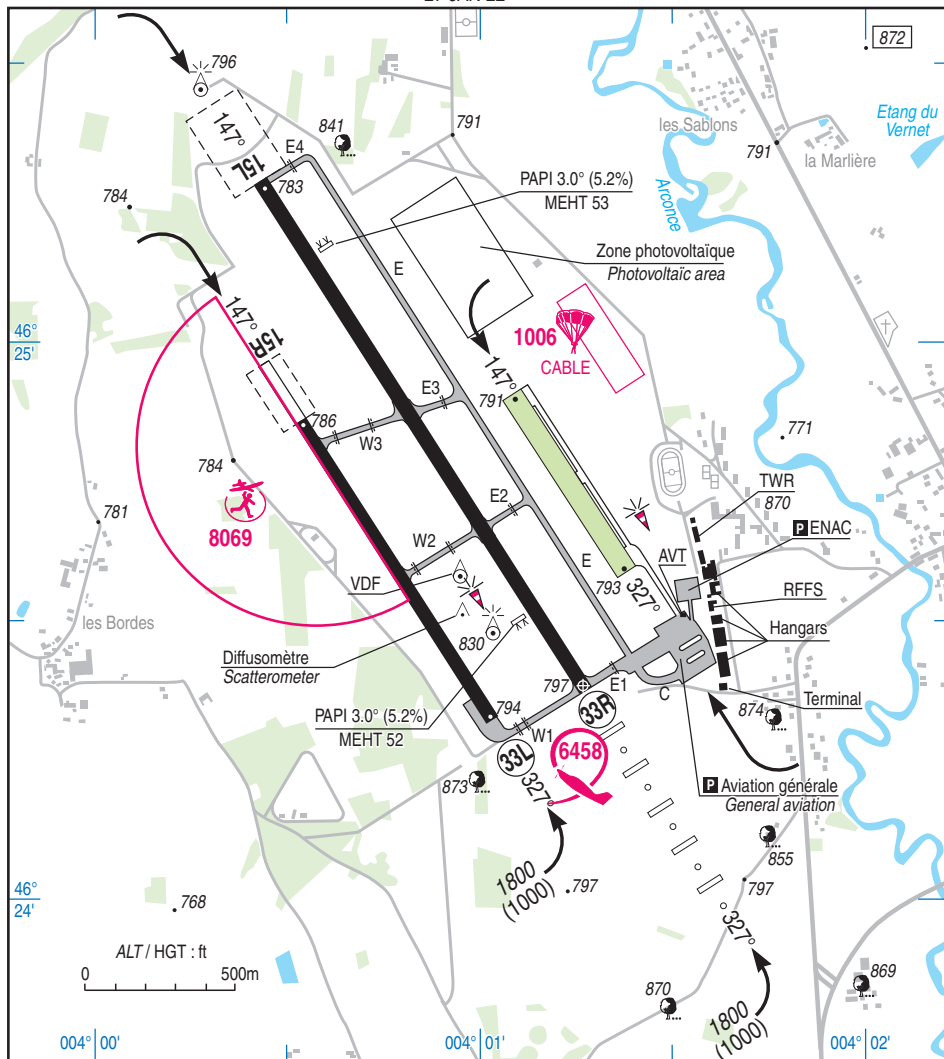 796
872
147°
15L
841
791
les Sablons
Etang du
Vernet
791
la Marlière
E4
783
PAPI 3.0° (5.2%)
MEHT 53
Arconce
784
E
Zone photovoltaïque
Photovoltaïc area
147°
15R
46°
25'
1006
CABLE
147°
791
E3
786
W3
771
784
TWR
870
781
8069
E2
P ENAC
W2
AVT
VDF
E
793
327°
RFFS
les Bordes
830
Hangars
Diffusomètre
Scatterometer
797
E1
C
Terminal
794
PAPI 3.0° (5.2%)
MEHT 52
W1
33R
874
33L
6458
873
327°
P Aviation générale
General aviation
855
1800
(1000)
797
797
46°
24'
768
327°
ALT / HGT : ft
0
500m
870
869
1800
(1000)
004° 00'
004° 01'
004° 02'